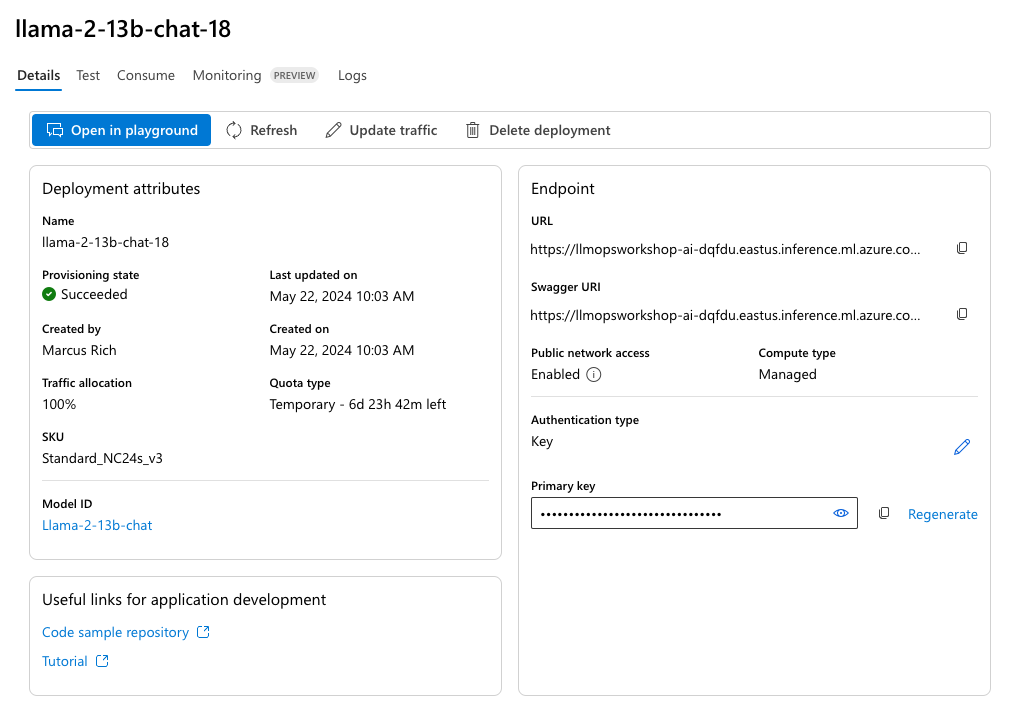 llama-2-13b-chat-18
Details Test Consume Monitoring PREVIEW Logs
Open in playground Refresh Update traffic Delete deployment
Deployment attributes
Name
llama-2-13b-chat-18
Provisioning state Last updated on
Succeeded May 22, 2024 10:03 AM
Created by Created on
Marcus Rich May 22, 2024 10:03 AM
Traffic allocation Quota type
100% Temporary - 6d 23h 42m left
SKU
Standard_NC24s_v3
Model ID
Llama-2-13b-chat
Useful links for application development
Code sample repository
Tutorial
Endpoint
URL
https://llmopsworkshop-ai-dqfdu.eastus.inference.ml.azure.co...
Swagger URI
https://llmopsworkshop-ai-dqfdu.eastus.inference.ml.azure.co...
Public network access Compute type
Enabled Managed
Authentication type
Key
Primary key
••••••••••••••••••••••••••••••••
Regenerate